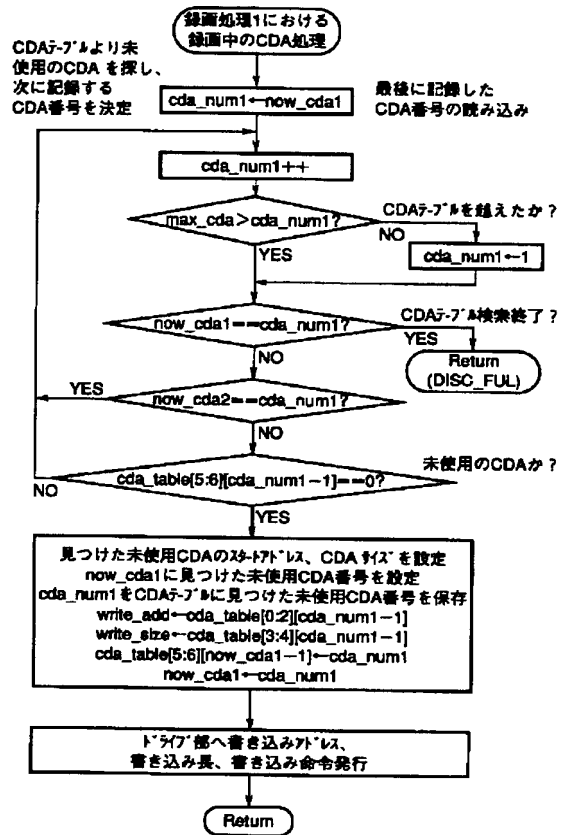 録画処理1における
録画中のCDA処理
CDAﾃｰﾌﾞﾙより未
使用のCDAを探し、
次に記録する
CDA番号を決定
cda_num1←now_cda1
最後に記録した
CDA番号の読み込み
cda_num1++
max_cda>cda_num1?
CDAﾃｰﾌﾞﾙを越えたか?
NO
YES
cda_num1←1
now_cda1==cda_num1?
CDAﾃｰﾌﾞﾙ検索終了?
YES
NO
Return
(DISC_FUL)
YES
now_cda2==cda_num1?
NO
未使用のCDAか?
cda_table[5:6][cda_num1-1]==0?
NO
YES
見つけた未使用CDAのｽﾀｰﾄｱﾄﾞﾚｽ、CDAｻｲｽﾞを設定
now_cda1に見つけた未使用CDA番号を設定
cda_num1をCDAﾃｰﾌﾞﾙに見つけた未使用CDA番号を保存
write_add←cda_table[0:2][cda_num1-1]
write_size←cda_table[3:4][cda_num1-1]
cda_table[5:6][now_cda1-1]←cda_num1
now_cda1←cda_num1
ﾄﾞﾗｲﾌﾞ部へ書き込みｱﾄﾞﾚｽ、
書き込み長、書き込み命令発行
Return